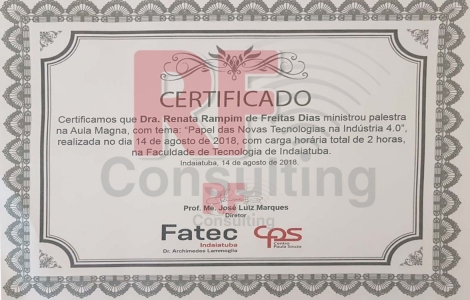 CERTIFICADO
Certificamos que Dra. Renata Rampim de Freitas Dias ministrou palestra
na Aula Magna, com tema: "Papel das Novas Tecnologias na Indústria 4.0",
realizada no dia 14 de agosto de 2018, com carga horária total de 2 horas,
na Faculdade de Tecnologia de Indaiatuba.
Indaiatuba, 14 de agosto de 2018.
RF
Consulting
RF
Prof. Me. José Luiz Marques
Diretor
Consulting
Fatec
Indaiatuba
Dr. Archimedes Lammoglia
CPS
Centro
Paula Souza